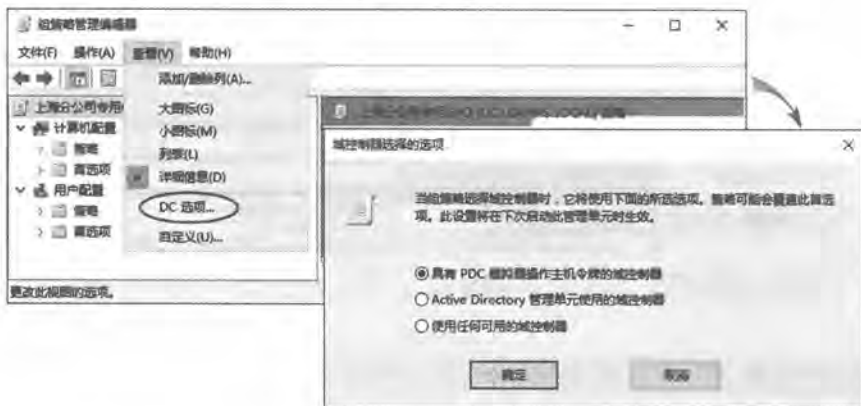 组策略管理编辑器
文件(F) 操作(A) 查看(V) 帮助(H)
添加/删除列(A)...
大图标(G)
小图标(M)
列表(L)
详细信息(D)
DC 选项...
自定义(U)...
上海分公司专用
计算机配置
策略
首选项
用户配置
策略
首选项
更改此视图的选项。
域控制器选择的选项
当组策略选择域控制器时，它将使用下面的所选选项。策略可能会覆盖此首选
项。此设置将在下次启动此管理单元时生效。
具有 PDC 模拟器操作主机令牌的域控制器
Active Directory 管理单元使用的域控制器
使用任何可用的域控制器
确定
取消